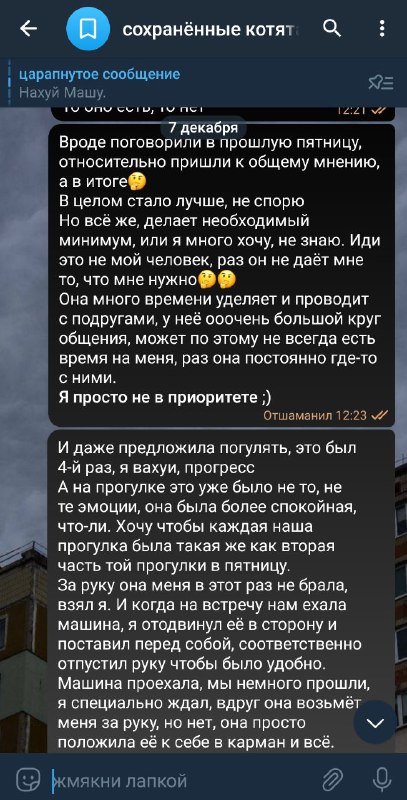 сохранённые котят
царапнутое сообщение
Нахуй Машу.
то оно есть, то нет
12:21
7 декабря
Вроде поговорили в прошлую пятницу,
относительно пришли к общему мнению,
а в итоге🤔
В целом стало лучше, не спорю
Но всё же, делает необходимый
минимум, или я много хочу, не знаю. Иди
это не мой человек, раз он не даёт мне
то, что мне нужно🤔🤔
Она много времени уделяет и проводит
с подругами, у неё ооочень большой круг
общения, может по этому не всегда есть
время на меня, раз она постоянно где-то
с ними.
Я просто не в приоритете ;)
Отшаманил 12:23
И даже предложила погулять, это был
4-й раз, я вахуи, прогресс
А на прогулке это уже было не то, не
те эмоции, она была более спокойная,
что-ли. Хочу чтобы каждая наша
прогулка была такая же как вторая
часть той прогулки в пятницу.
За руку она меня в этот раз не брала,
взял я. И когда на встречу нам ехала
машина, я отодвинул её в сторону и
поставил перед собой, соответственно
отпустил руку чтобы было удобно.
Машина проехала, мы немного прошли,
я специально ждал, вдруг она возьмёт
меня за руку, но нет, она просто
положила её к себе в карман и всё.
жмякни лапкой